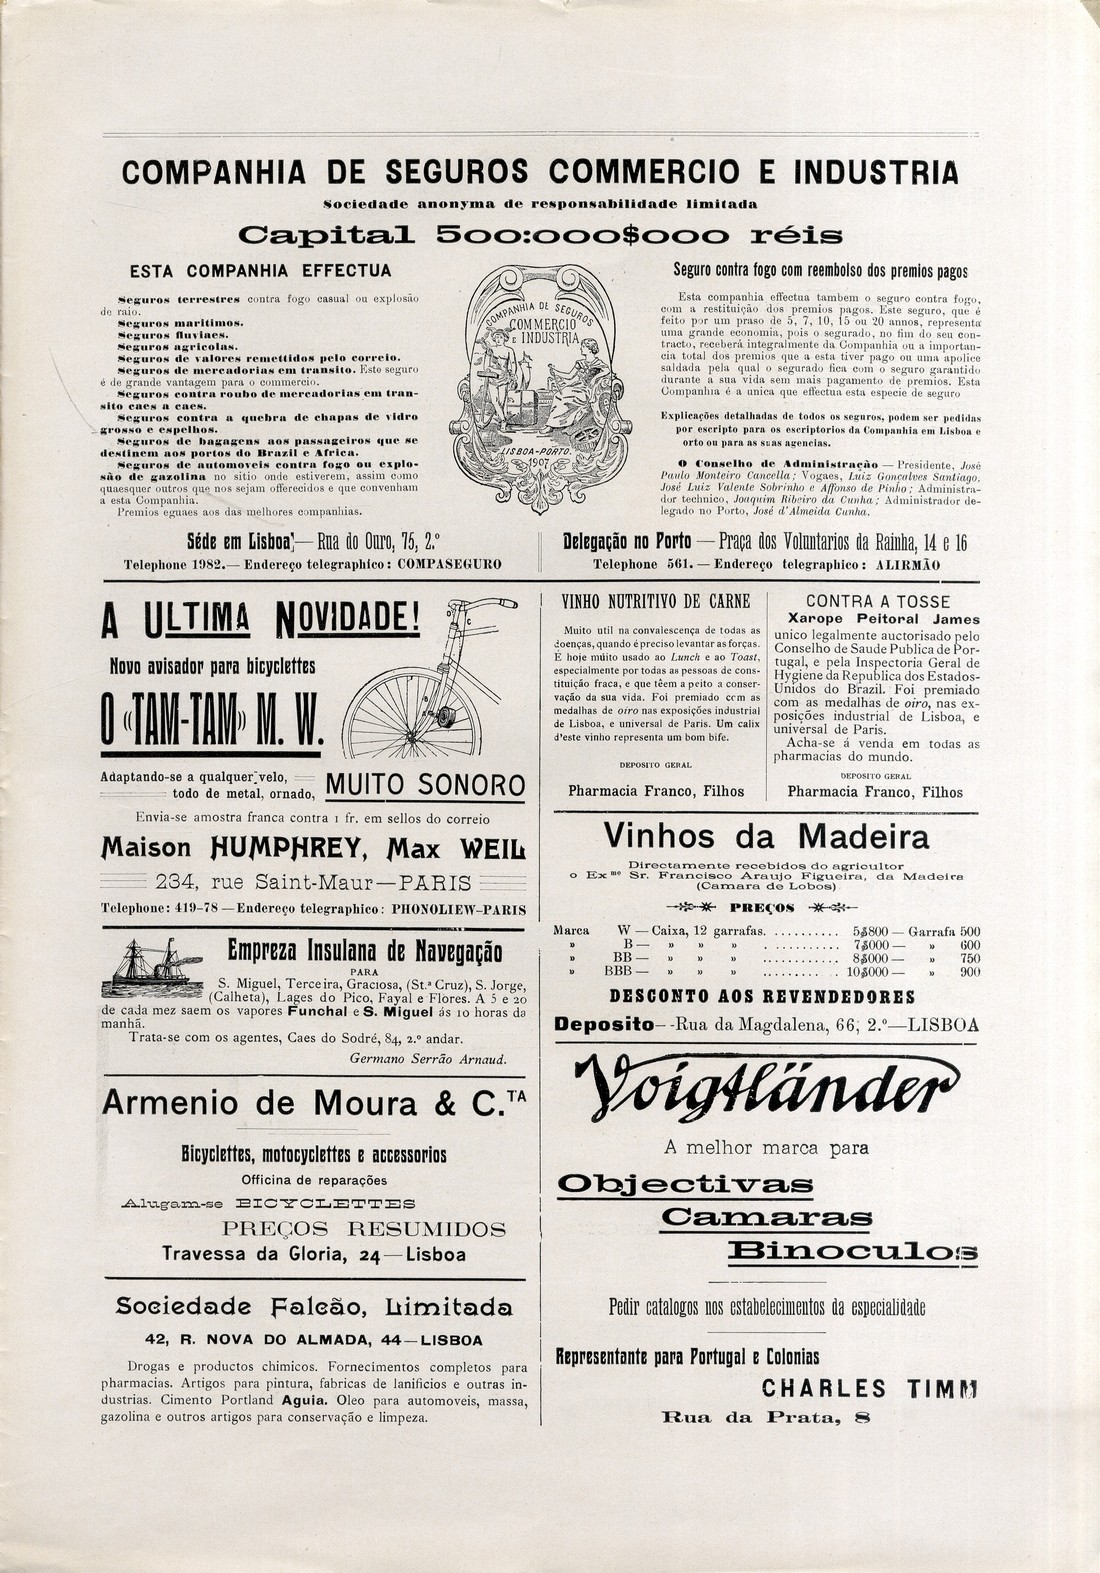 COMPANHIA DE SEGUROS COMMERCIO E INDUSTRIA
Sociedade anonyma de responsabilidade limitada
Capital 500:000$000 réis
ESTA COMPANHIA EFFECTUA
Seguros terrestres contra fogo casual ou explosão
de raio.
Seguros maritimos.
Seguros fluviaes.
Seguros agricolas.
Seguros de valores remettidos pelo correio.
Seguros de mercadorias em transito. Este seguro
é de grande vantagem para o commercio.
Seguros contra roubo de mercadorias em tran-
sito caes a caes.
Seguros contra a quebra de chapas de vidro
grosso e espelhos.
Seguros de bagagens aos passageiros que se
destinem aos portos do Brazil e Africa.
Seguros de automoveis contra fogo ou explo-
são de gazolina no sitio onde estiverem, assim como
quaesquer outros que nos sejam offerecidos e que convenham
a esta Companhia.
Premios eguaes aos das melhores companhias.
COMPANHIA DE SEGUROS
COMMERCIO
E INDUSTRIA
LISBOA-PORTO.
1907
Seguro contra fogo com reembolso dos premios pagos
Esta companhia effectua tambem o seguro contra fogo,
com a restituição dos premios pagos. Este seguro, que é
feito por um praso de 5, 7, 10, 15 ou 20 annos, representa
uma grande economia, pois o segurado, no fim do seu con-
tracto, receberá integralmente da Companhia ou a importan-
cia total dos premios que a esta tiver pago ou uma apolice
saldada pela qual o segurado fica com o seguro garantido
durante a sua vida sem mais pagamento de premios. Esta
Companhia é a unica que effectua esta especie de seguro
Explicações detalhadas de todos os seguros, podem ser pedidas
por escripto para os escriptorios da Companhia em Lisboa e
orto ou para as suas agencias.
O Conselho de Administração — Presidente, José
Paulo Monteiro Cancella; Vogaes, Luiz Gonçalves Santiago,
José Luiz Valente Sobrinho e Affonso de Pinho; Administra-
dor technico, Joaquim Ribeiro da Cunha; Administrador de-
legado no Porto, José d'Almeida Cunha.
Séde em Lisboa — Rua do Ouro, 75, 2.º
Telephone 1982. — Endereço telegraphico: COMPASEGURO
Delegação no Porto — Praça dos Voluntarios da Rainha, 14 e 16
Telephone 561. — Endereço telegraphico: ALIRMÃO
A ULTIMA NOVIDADE!
Novo avisador para bicyclettes
O «TAM-TAM» M. W.
Adaptando-se a qualquer velo,
todo de metal, ornado,
MUITO SONORO
Envia-se amostra franca contra 1 fr. em sellos do correio
Maison HUMPHREY, Max WEIL
234, rue Saint-Maur—PARIS
Telephone: 419-78 — Endereço telegraphico: PHONOLIEW-PARIS
Empreza Insulana de Navegação
PARA
S. Miguel, Terceira, Graciosa, (St.ª Cruz), S. Jorge,
(Calheta), Lages do Pico, Fayal e Flores. A 5 e 20
de cada mez saem os vapores Funchal e S. Miguel ás 10 horas da
manhã.
Trata-se com os agentes, Caes do Sodré, 84, 2.º andar.
Germano Serrão Arnaud.
Armenio de Moura & C.TA
Bicyclettes, motocyclettes e accessorios
Officina de reparações
Alugam-se BICYCLETTES
PREÇOS RESUMIDOS
Travessa da Gloria, 24 — Lisboa
Sociedade Falcão, Limitada
42, R. NOVA DO ALMADA, 44—LISBOA
Drogas e productos chimicos. Fornecimentos completos para
pharmacias. Artigos para pintura, fabricas de lanificios e outras in-
dustrias. Cimento Portland Aguia. Oleo para automoveis, massa,
gazolina e outros artigos para conservação e limpeza.
VINHO NUTRITIVO DE CARNE
Muito util na convalescença de todas as
doenças, quando é preciso levantar as forças.
É hoje muito usado ao Lunch e ao Toast,
especialmente por todas as pessoas de cons-
tituição fraca, e que têem a peito a conser-
vação da sua vida. Foi premiado com as
medalhas de oiro nas exposições industrial
de Lisboa, e universal de Paris. Um calix
d'este vinho representa um bom bife.
DEPOSITO GERAL
Pharmacia Franco, Filhos
CONTRA A TOSSE
Xarope Peitoral James
unico legalmente auctorisado pelo
Conselho de Saude Publica de Por-
tugal, e pela Inspectoria Geral de
Hygiene da Republica dos Estados-
Unidos do Brazil. Foi premiado
com as medalhas de oiro, nas ex-
posições industrial de Lisboa, e
universal de Paris.
Acha-se á venda em todas as
pharmacias do mundo.
DEPOSITO GERAL
Pharmacia Franco, Filhos
Vinhos da Madeira
Directamente recebidos do agricultor
o Exmo Sr. Francisco Araujo Figueira, da Madeira
(Camara de Lobos)
PREÇOS
Marca W — Caixa, 12 garrafas. .......... 5$800 — Garrafa 500
» B — » » » .......... 7$000 — » 600
» BB — » » » .......... 8$000 — » 750
» BBB — » » » .......... 10$000 — » 900
DESCONTO AOS REVENDEDORES
Deposito—Rua da Magdalena, 66, 2.º—LISBOA
Voigtländer
A melhor marca para
Objectivas
Camaras
Binoculos
Pedir catalogos nos estabelecimentos da especialidade
Representante para Portugal e Colonias
CHARLES TIMM
Rua da Prata, 8